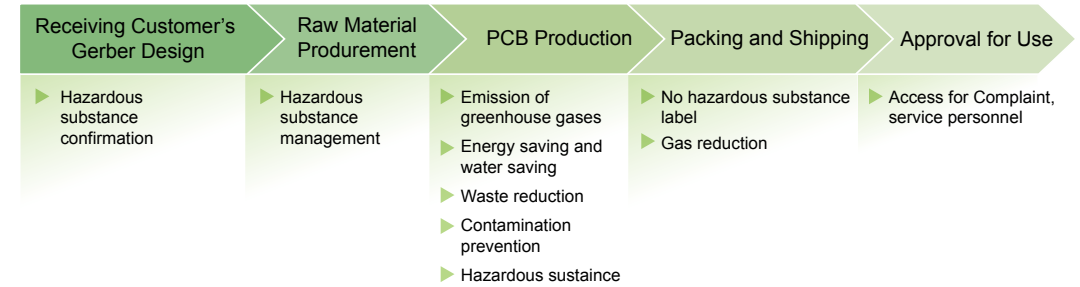 Receiving Customer's
Gerber Design
Raw Material
Produrement
PCB Production
Packing and Shipping
Approval for Use
Hazardous
substance
confirmation
Hazardous
substance
management
Emission of
greenhouse gases
Energy saving and
water saving
Waste reduction
Contamination
prevention
Hazardous sustaince
No hazardous substance
label
Gas reduction
Access for Complaint,
service personnel